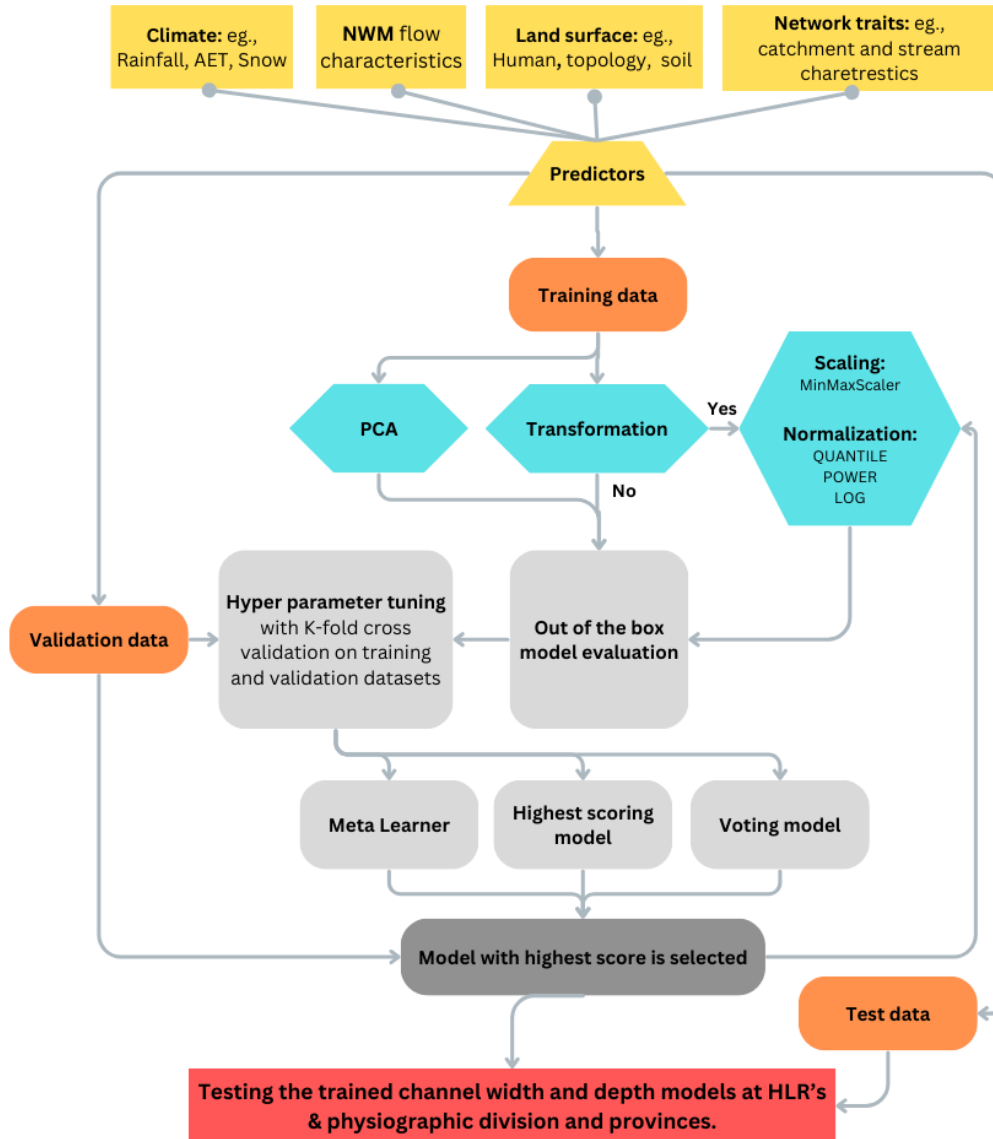 Climate: eg.,
Rainfall, AET, Snow
NWM flow
characteristics
Land surface: eg.,
Human, topology, soil
Network traits: eg.,
catchment and stream
charetrestics
Predictors
Training data
PCA
Transformation
Yes
No
Scaling:
MinMaxScaler
Normalization:
QUANTILE
POWER
LOG
Validation data
Hyper parameter tuning
with K-fold cross
validation on training
and validation datasets
Out of the box
model evaluation
Meta Learner
Highest scoring
model
Voting model
Model with highest score is selected
Test data
Testing the trained channel width and depth models at HLR's
& physiographic division and provinces.